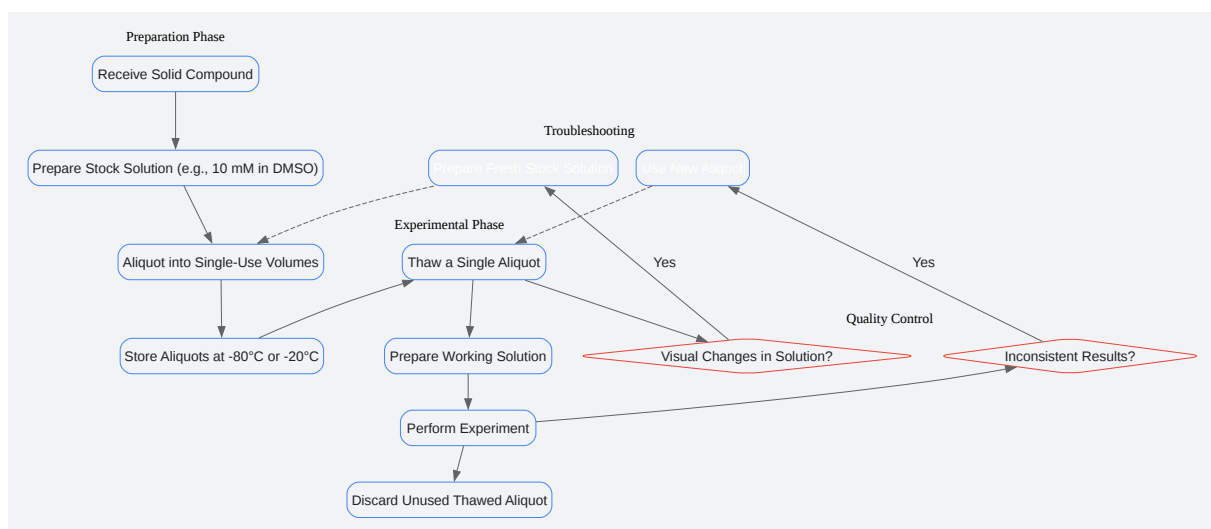 Preparation Phase
Receive Solid Compound
Troubleshooting
Prepare Stock Solution (e.g., 10 mM in DMSO)
Prepare Fresh Stock Solution
Use New Aliquot
Experimental Phase
Aliquot into Single-Use Volumes
Thaw a Single Aliquot
Yes
Yes
Quality Control
Store Aliquots at -80°C or -20°C
Prepare Working Solution
Visual Changes in Solution?
Inconsistent Results?
Perform Experiment
Discard Unused Thawed Aliquot